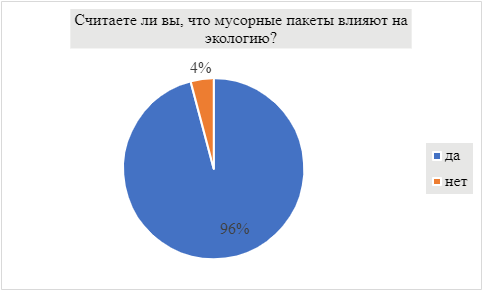 Считаете ли вы, что мусорные пакеты влияют на
экологию?
4%
96%
да
нет